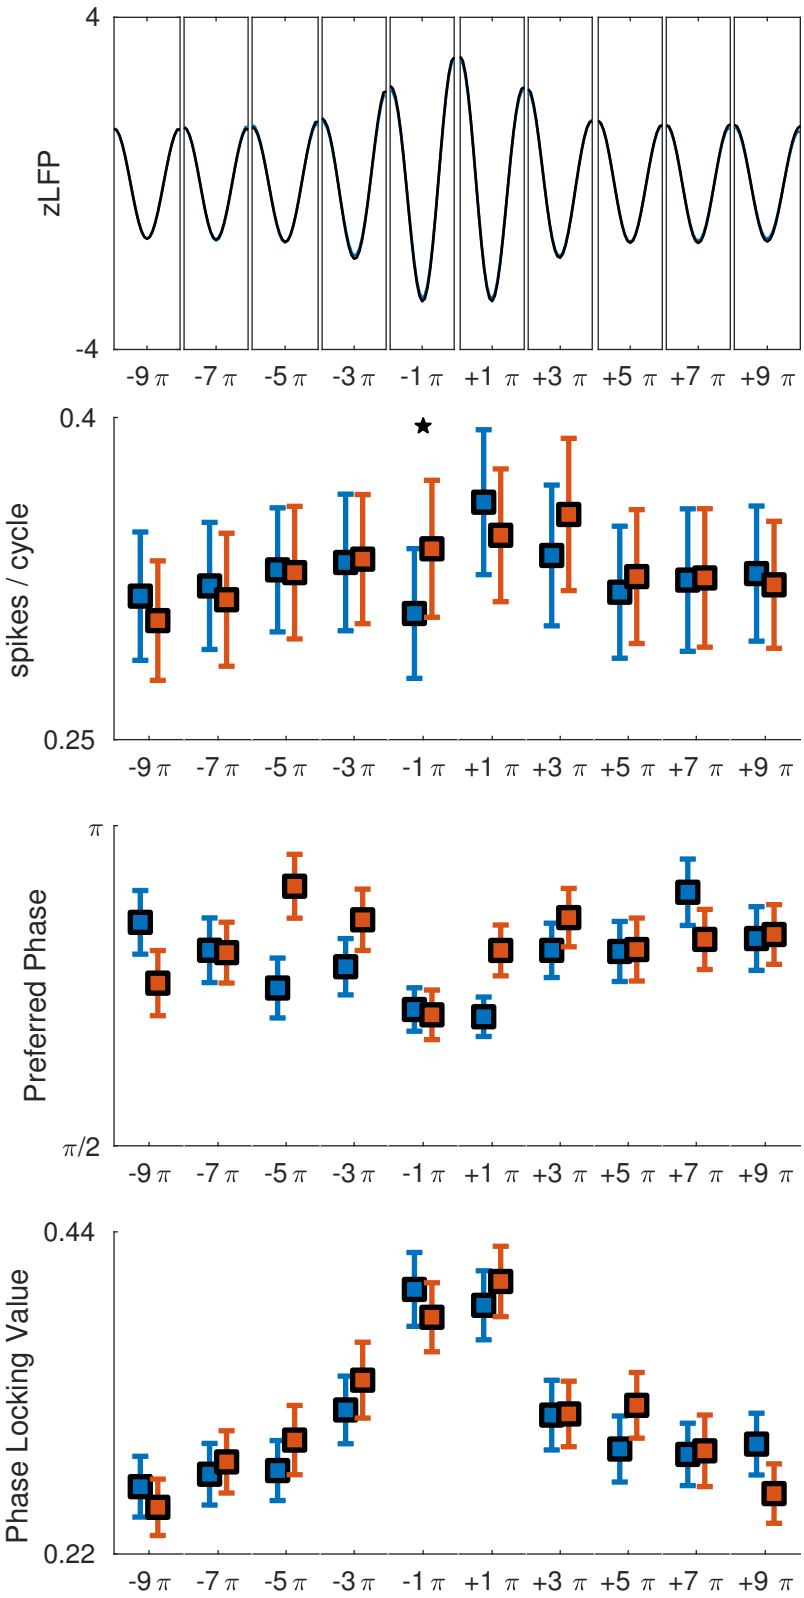 4
zLFP
-4
-9 π -7 π -5 π -3 π -1 π +1 π +3 π +5 π +7 π +9 π
0.4
spikes / cycle
0.25
-9 π -7 π -5 π -3 π -1 π +1 π +3 π +5 π +7 π +9 π
π
Preferred Phase
π/2
-9 π -7 π -5 π -3 π -1 π +1 π +3 π +5 π +7 π +9 π
0.44
Phase Locking Value
0.22
-9 π -7 π -5 π -3 π -1 π +1 π +3 π +5 π +7 π +9 π